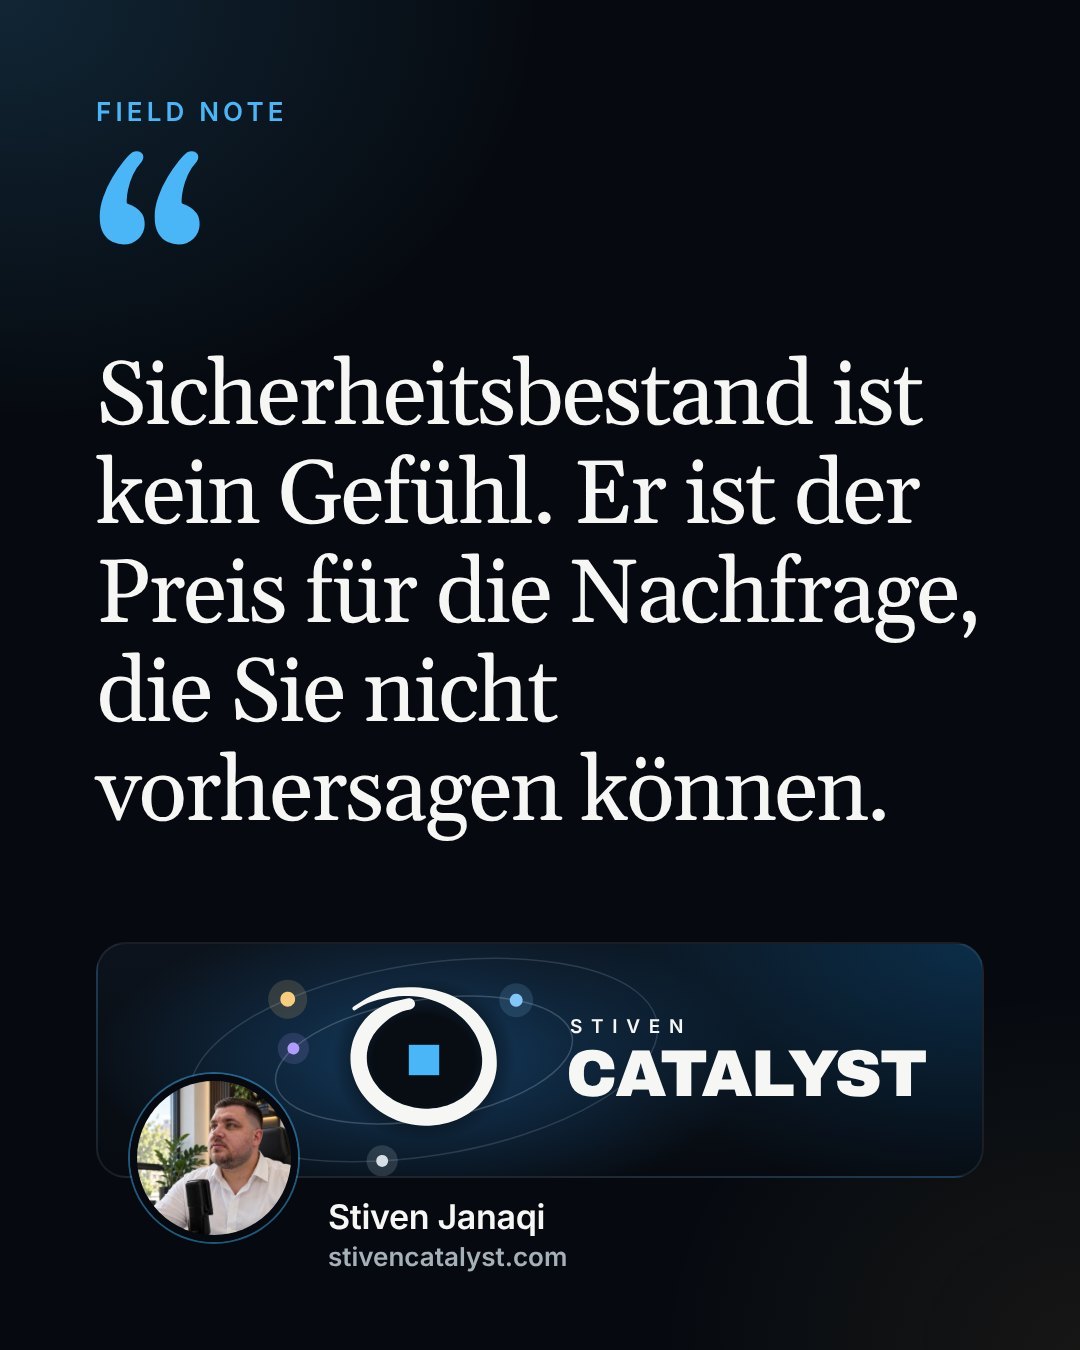 FIELD NOTE
“
Sicherheitsbestand ist
kein Gefühl. Er ist der
Preis für die Nachfrage,
die Sie nicht
vorhersagen können.
STIVEN
CATALYST
Stiven Janaqi
stivencatalyst.com